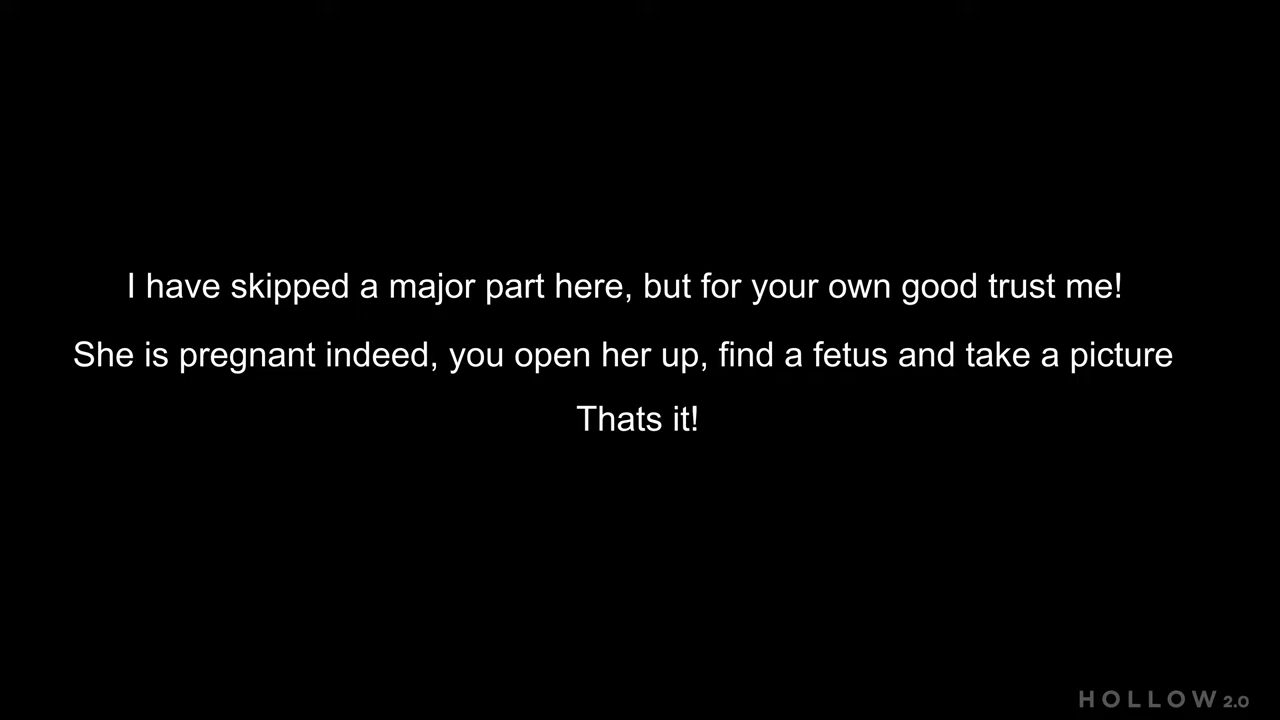 I have skipped a major part here, but for your own good trust me!
She is pregnant indeed, you open her up, find a fetus and take a picture
Thats it!
HOLLOW 2.0